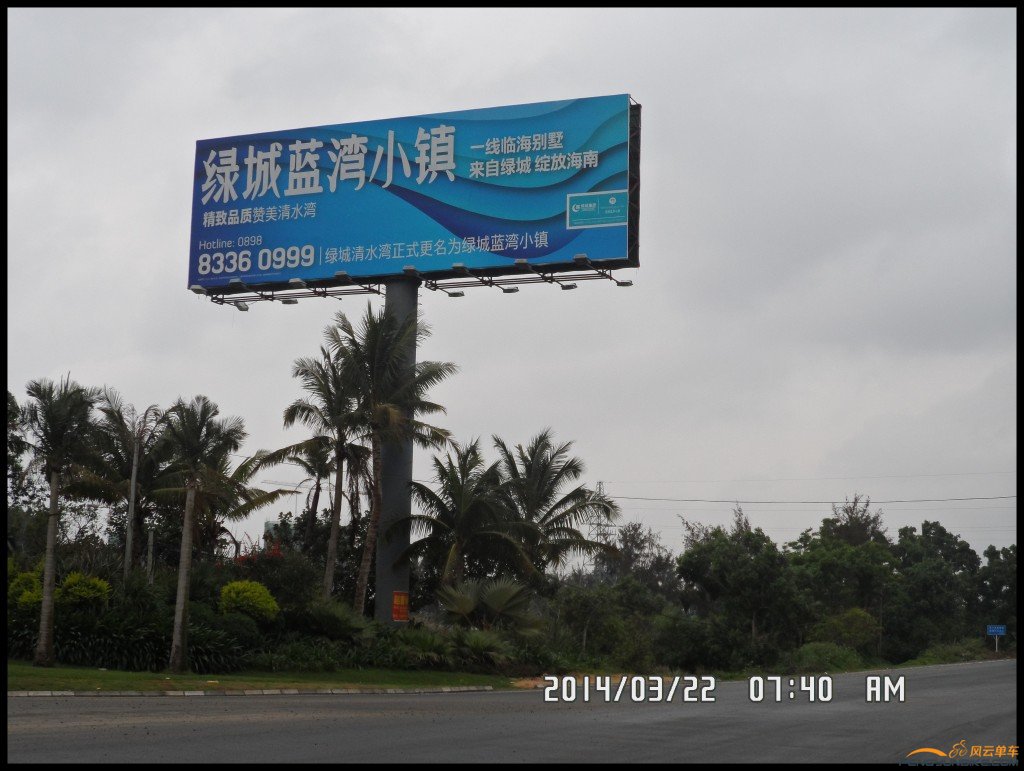 绿城蓝湾小镇
一线临海别墅
来自绿城 绽放海南
精致品质赞美清水湾
Hotline: 0898
8336 0999 | 绿城清水湾正式更名为绿城蓝湾小镇
2014/03/22 07:40 AM
风云单车